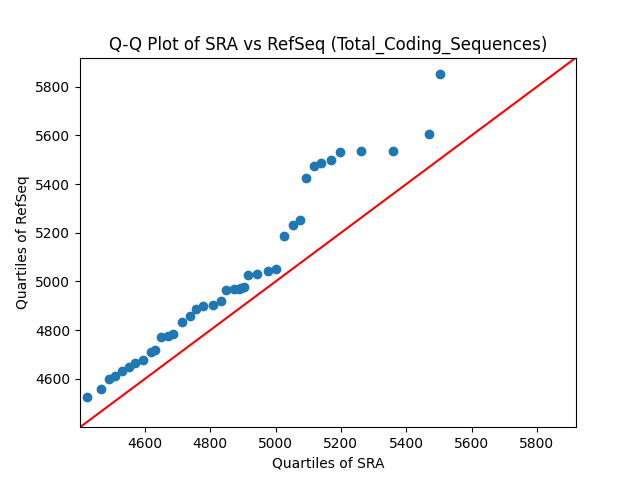 Q-Q Plot of SRA vs RefSeq (Total_Coding_Sequences)
5800
5600
5400
5200
5000
4800
4600
Quartiles of RefSeq
4600 4800 5000 5200 5400 5600 5800
Quartiles of SRA